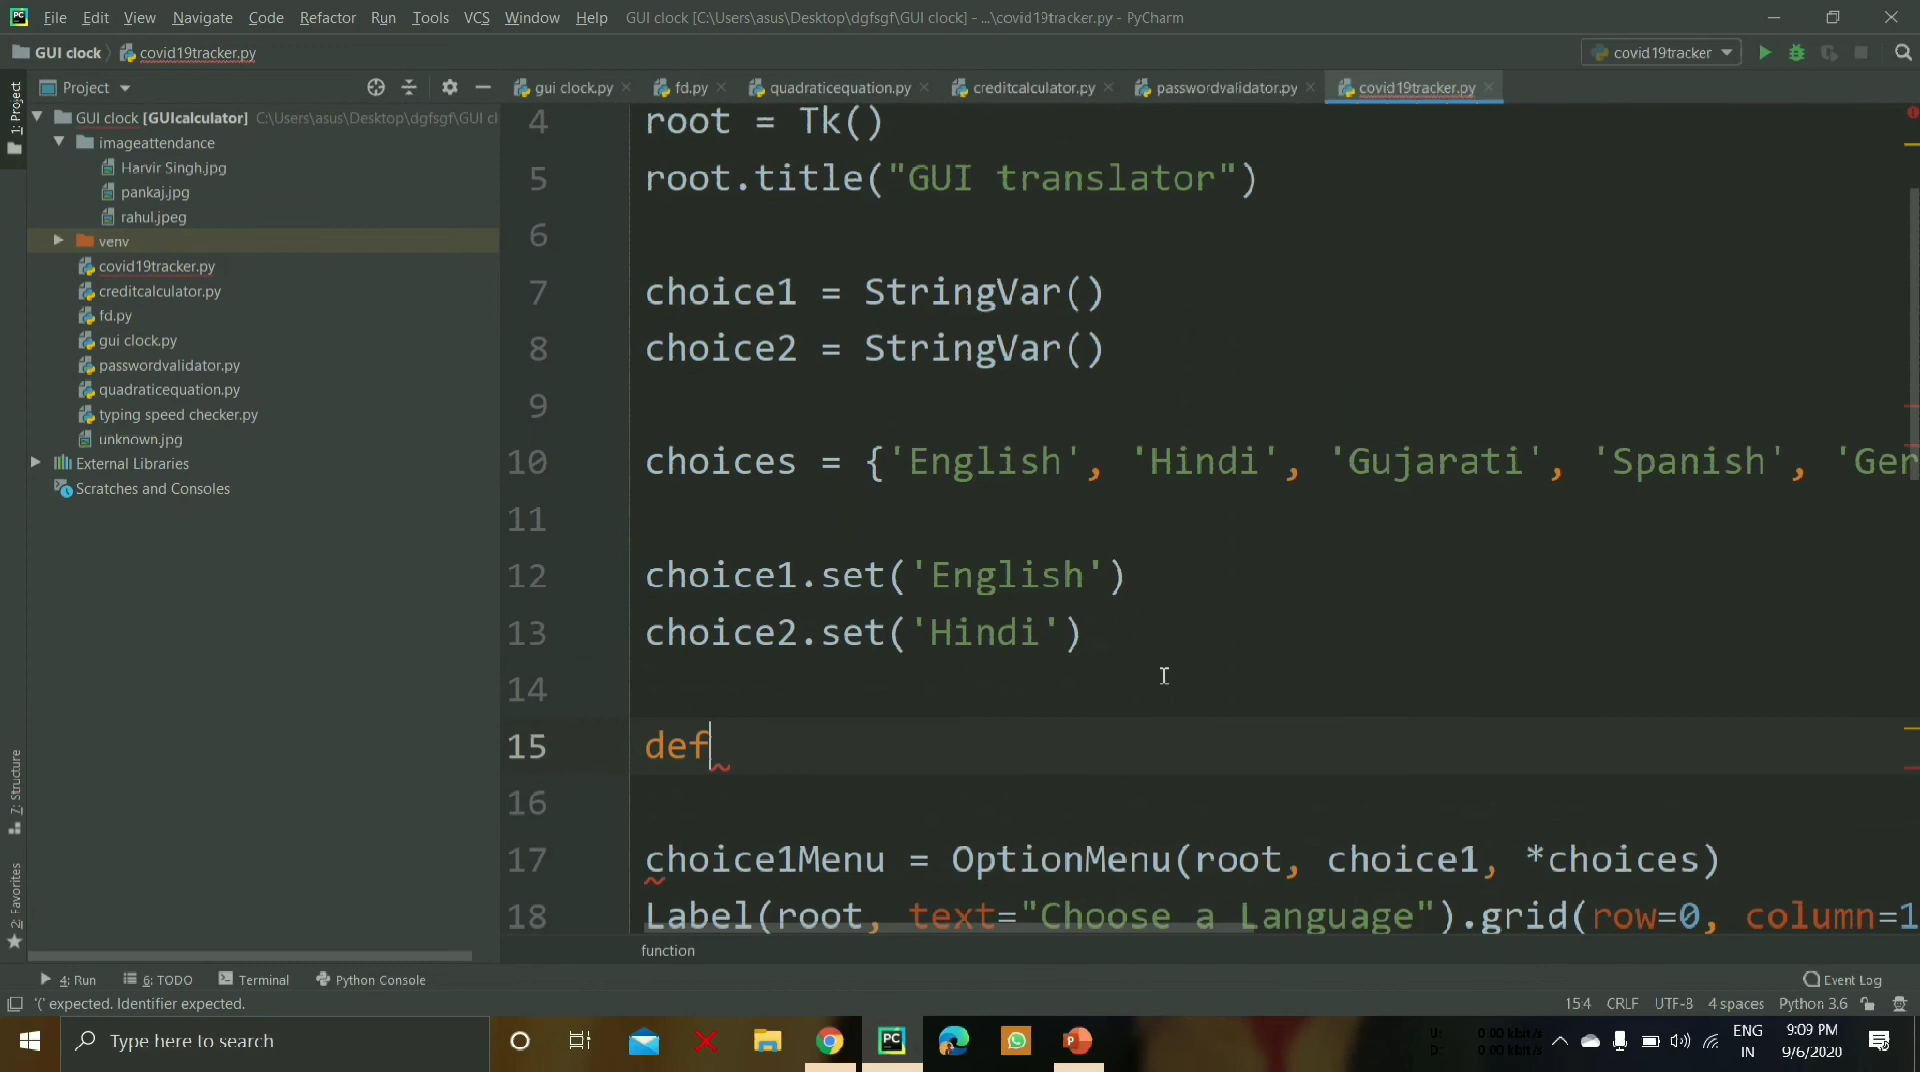 File Edit View Navigate Code Refactor Run Tools VCS Window Help GUI clock [C:\Users\asus\Desktop\dgfsgf\GUI clock] - ...\covid19tracker.py - PyCharm
GUI clock covid19tracker.py covid19tracker
Project gui clock.py fd.py quadraticequation.py creditcalculator.py passwordvalidator.py covid19tracker.py
1: Project
GUI clock [GUIcalculator] C:\Users\asus\Desktop\dgfsgf\GUI cl
imageattendance
Harvir Singh.jpg
pankaj.jpg
rahul.jpeg
venv
covid19tracker.py
creditcalculator.py
fd.py
gui clock.py
passwordvalidator.py
quadraticequation.py
typing speed checker.py
unknown.jpg
External Libraries
Scratches and Consoles
7: Structure
2: Favorites
4 root = Tk()
5 root.title("GUI translator")
6
7 choice1 = StringVar()
8 choice2 = StringVar()
9
10 choices = {'English', 'Hindi', 'Gujarati', 'Spanish', 'Ger
11
12 choice1.set('English')
13 choice2.set('Hindi')
14
15 def
16
17 choice1Menu = OptionMenu(root, choice1, *choices)
18 Label(root, text="Choose a Language").grid(row=0, column=1
function
4: Run 6: TODO Terminal Python Console Event Log
'(' expected. Identifier expected. 15:4 CRLF UTF-8 4 spaces Python 3.6
Type here to search
U: 0.00 kbit/s
D: 0.00 kbit/s
ENG
IN
9:09 PM
9/6/2020